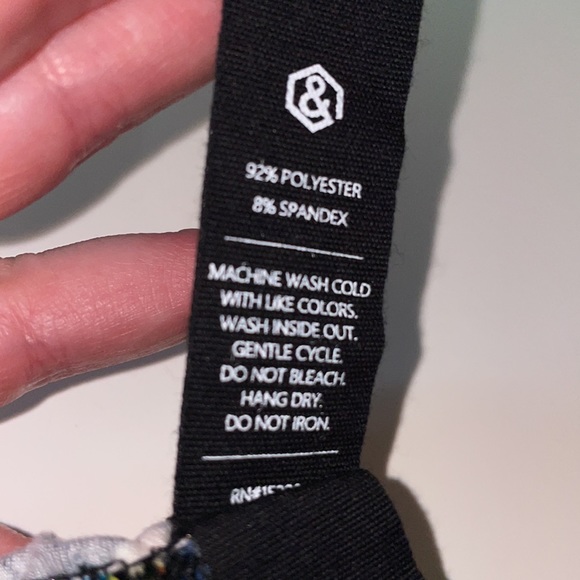 &
92% POLYESTER
8% SPANDEX
MACHINE WASH COLD
WITH LIKE COLORS.
WASH INSIDE OUT.
GENTLE CYCLE.
DO NOT BLEACH.
HANG DRY.
DO NOT IRON.